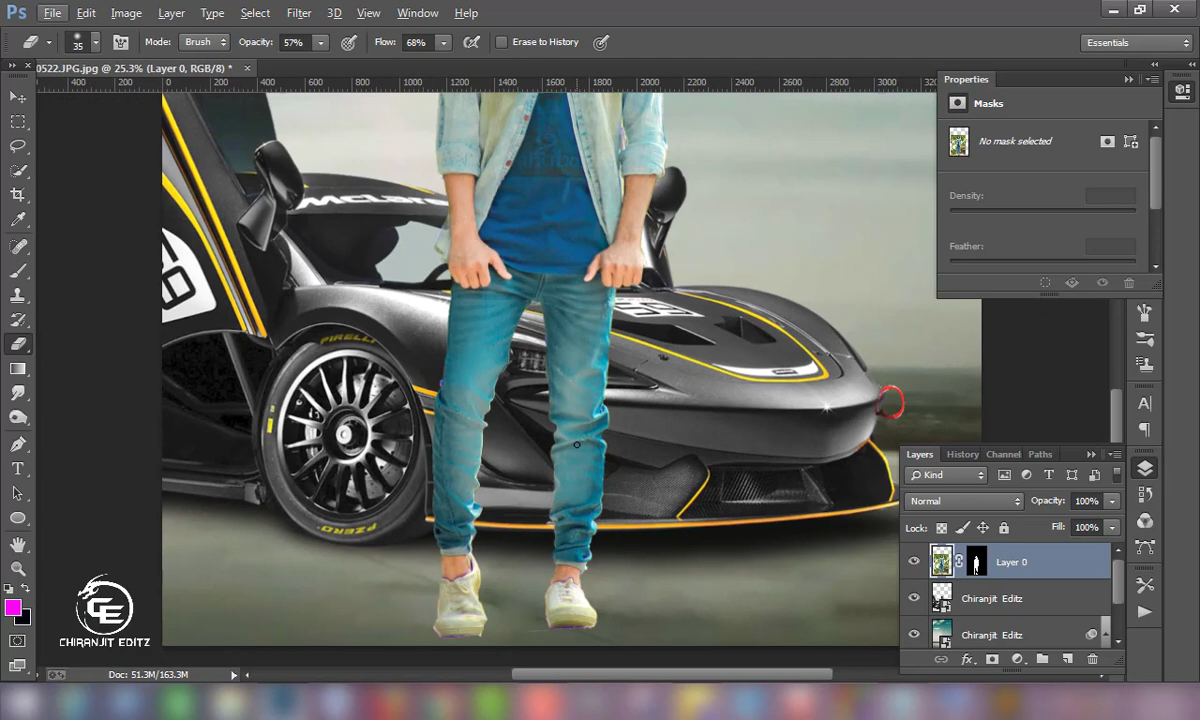 Ps File Edit Image Layer Type Select Filter 3D View Window Help
35 Mode: Brush Opacity: 57% Flow: 68% Erase to History Essentials
0522.JPG.jpg @ 25.3% (Layer 0, RGB/8) *
400 200 0 200 400 600 800 1000 1200 1400 1600 1800 2000 2200 2400 2600 2800 3000
Properties
Masks
No mask selected
Density:
Feather:
McLaren
PIRELLI
PZERO
Layers History Channel Paths
Kind
Normal Opacity: 100%
Lock: Fill: 100%
Layer 0
Chiranjit Editz
Chiranjit Editz
CE
CHIRANJIT EDITZ
Doc: 51.3M/163.3M